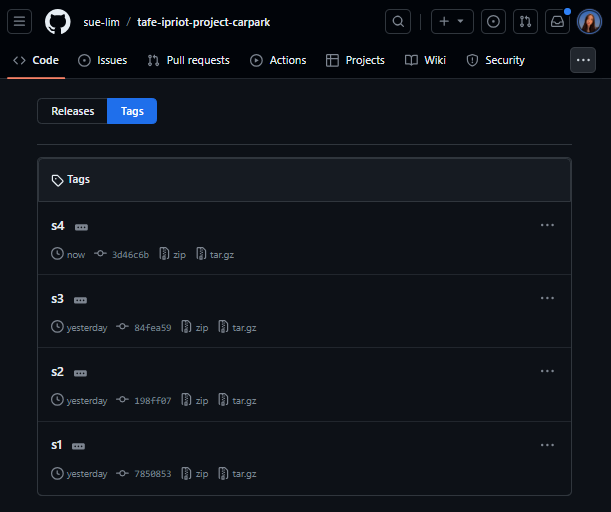 sue-lim / tafe-ipriot-project-carpark
Code Issues Pull requests Actions Projects Wiki Security
Releases Tags
Tags
s4
now 3d46c6b zip tar.gz
s3
yesterday 84fea59 zip tar.gz
s2
yesterday 198ff07 zip tar.gz
s1
yesterday 7850853 zip tar.gz